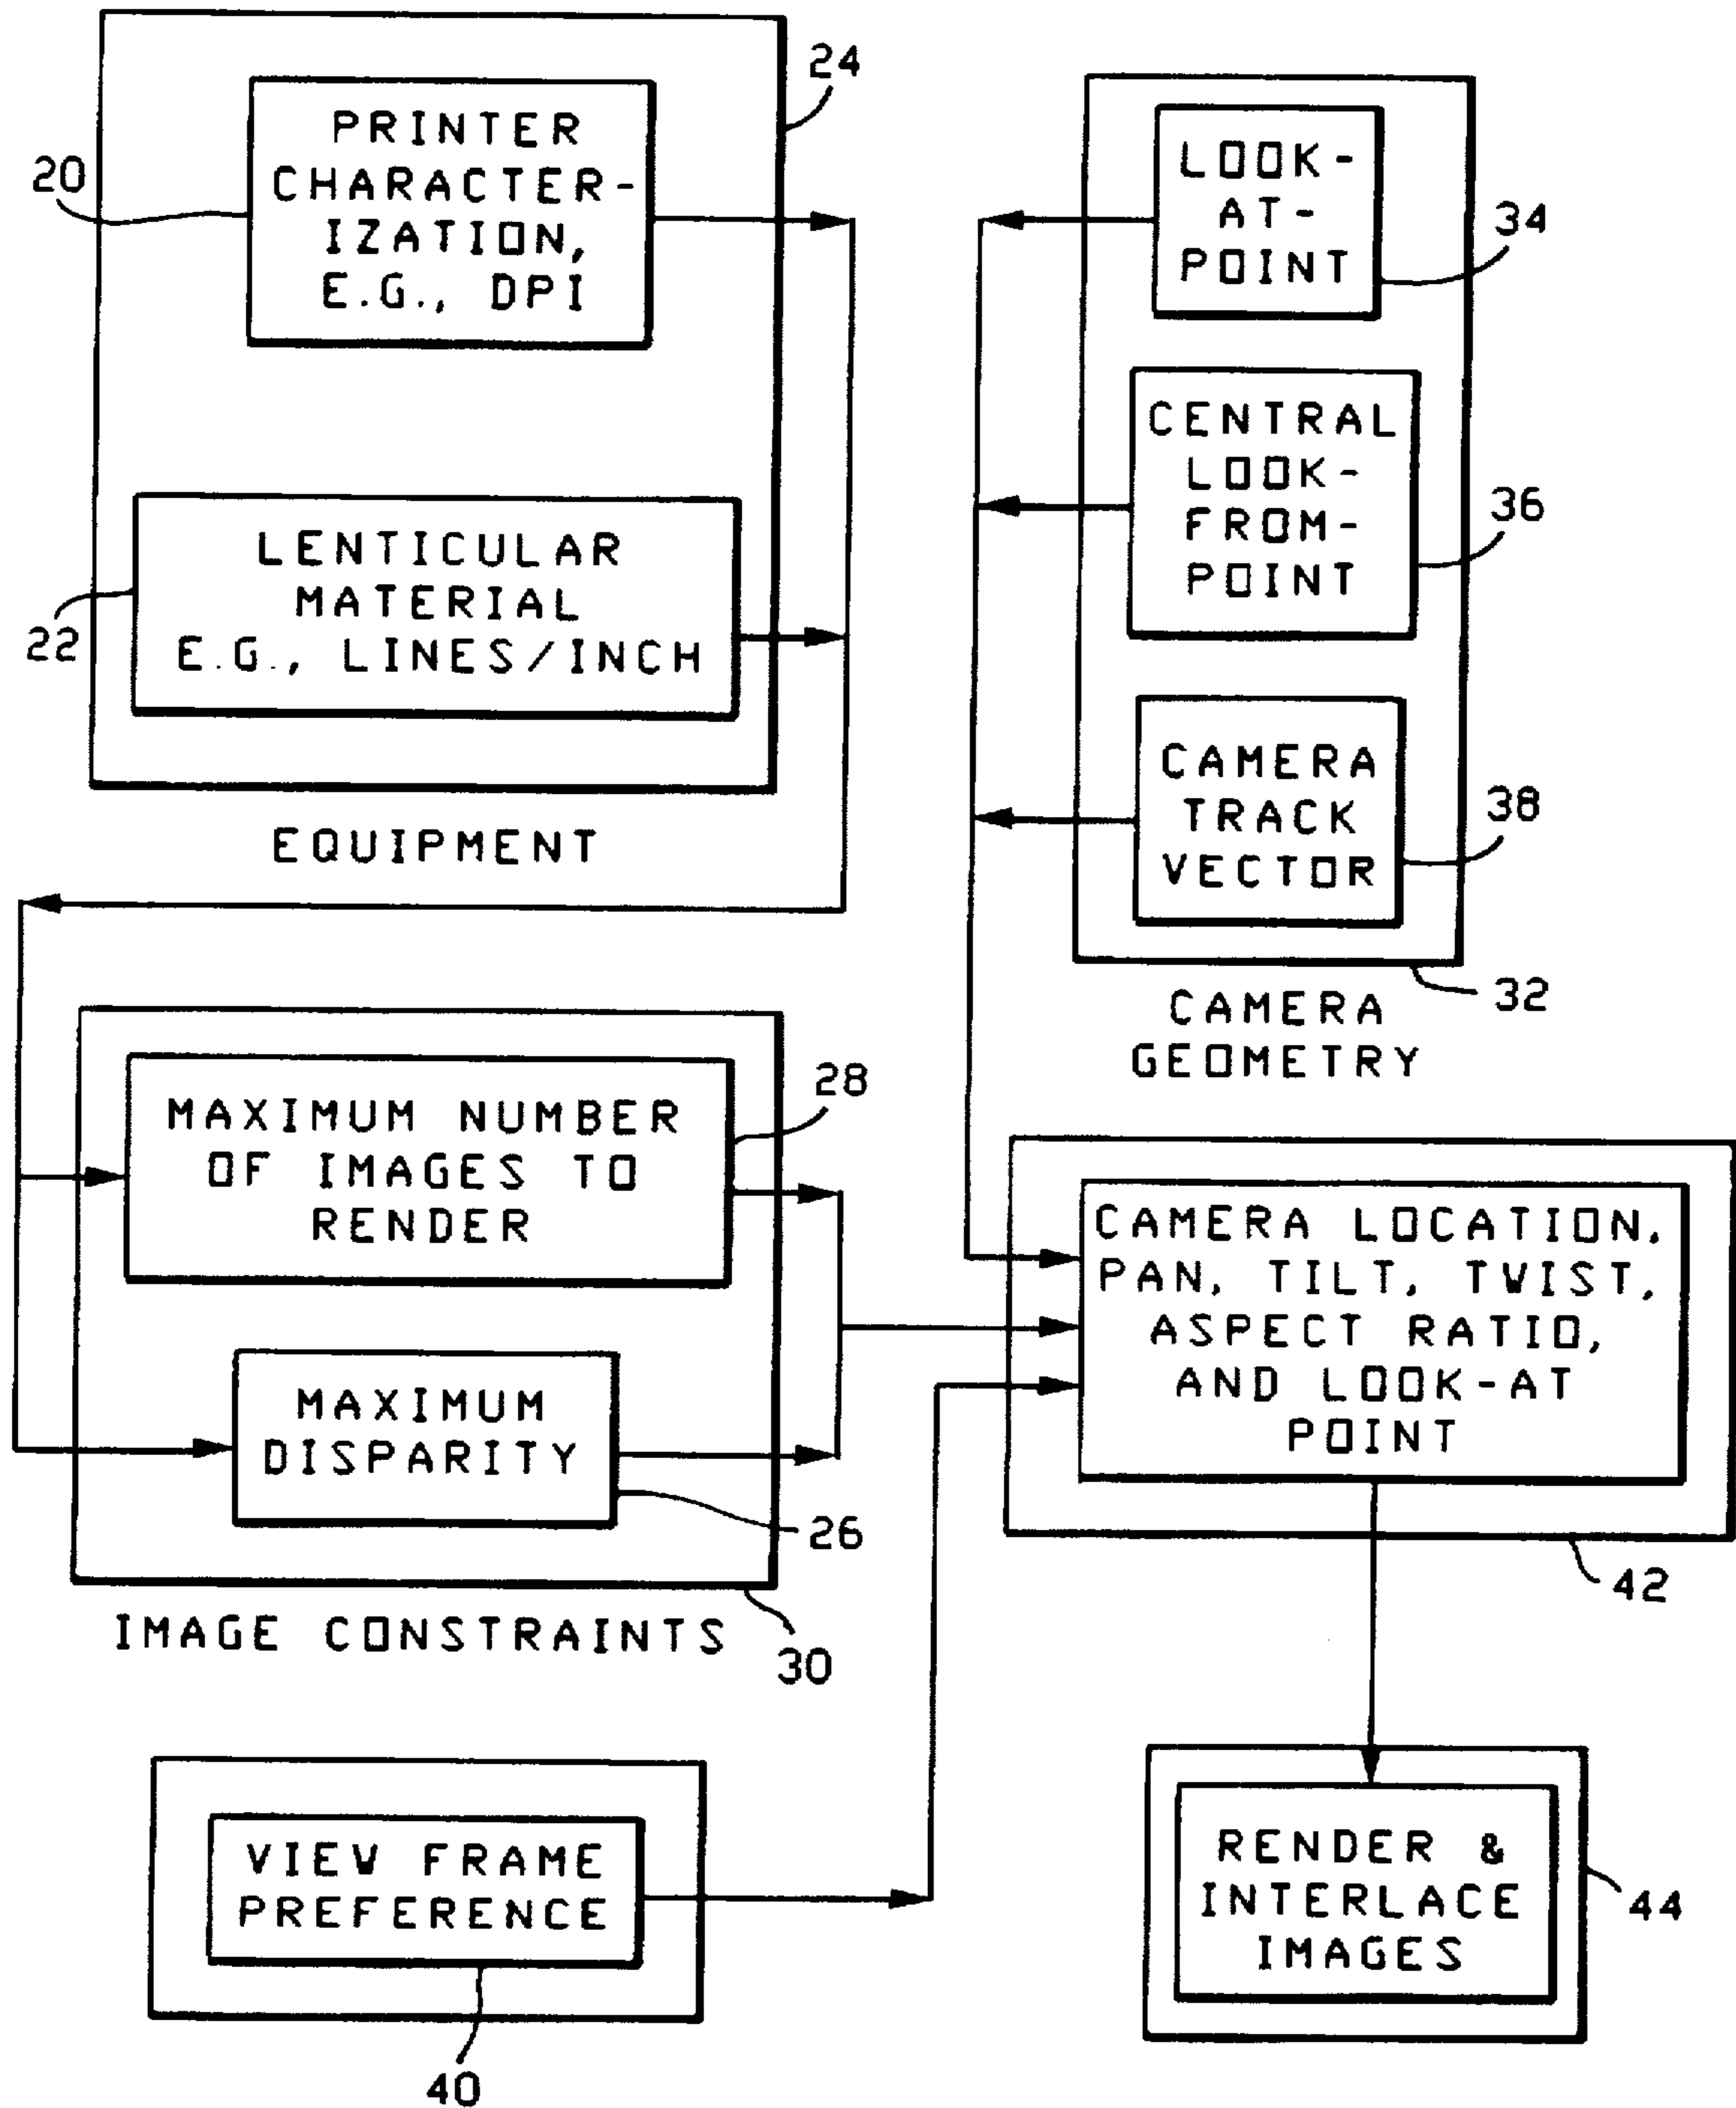 24
PRINTER
CHARACTER-
IZATION,
E.G., DPI
20
LENTICULAR
MATERIAL
E.G., LINES/INCH
22
EQUIPMENT
LOOK-
AT-
POINT
34
CENTRAL
LOOK-
FROM-
POINT
36
CAMERA
TRACK
VECTOR
38
32
CAMERA
GEOMETRY
MAXIMUM NUMBER
OF IMAGES TO
RENDER
28
MAXIMUM
DISPARITY
26
IMAGE CONSTRAINTS
30
CAMERA LOCATION,
PAN, TILT, TWIST,
ASPECT RATIO,
AND LOOK-AT
POINT
42
VIEW FRAME
PREFERENCE
40
RENDER &
INTERLACE
IMAGES
44